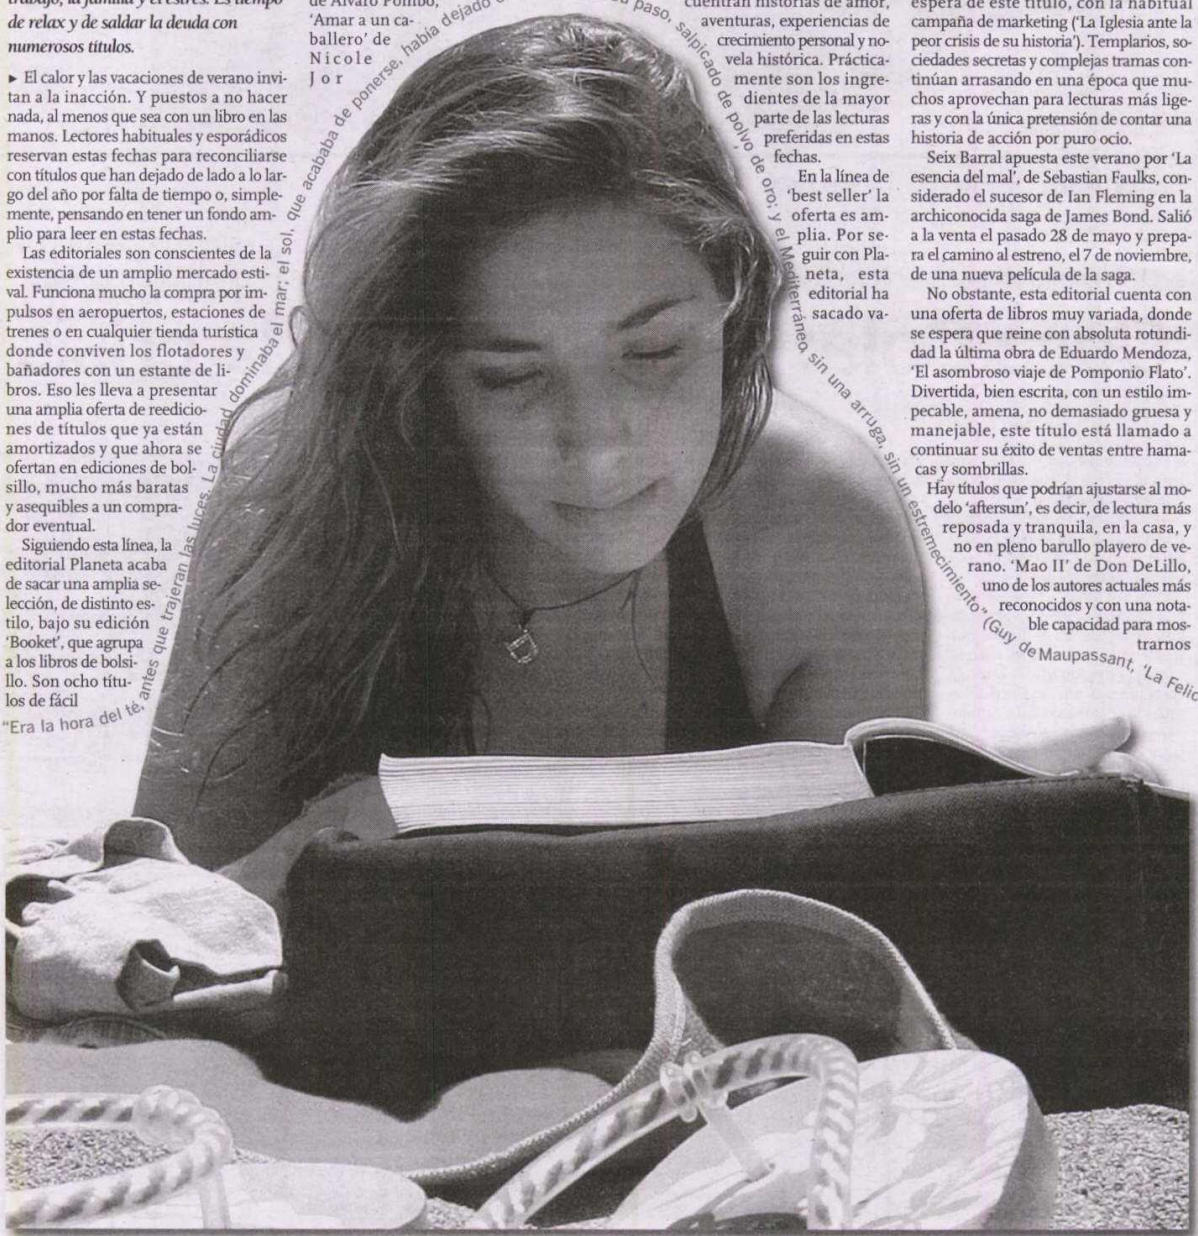 trabajo, la familia y el estrés. Es tiempo
de relax y de saldar la deuda con
numerosos títulos.
► El calor y las vacaciones de verano invi-
tan a la inacción. Y puestos a no hacer
nada, al menos que sea con un libro en las
manos. Lectores habituales y esporádicos
reservan estas fechas para reconciliarse
con títulos que han dejado de lado a lo lar-
go del año por falta de tiempo o, simple-
mente, pensando en tener un fondo am-
plio para leer en estas fechas.
Las editoriales son conscientes de la
existencia de un amplio mercado esti-
val. Funciona mucho la compra por im-
pulsos en aeropuertos, estaciones de
trenes o en cualquier tienda turística
donde conviven los flotadores y
bañadores con un estante de li-
bros. Eso les lleva a presentar
una amplia oferta de reedicio-
nes de títulos que ya están
amortizados y que ahora se
ofertan en ediciones de bol-
sillo, mucho más baratas
y asequibles a un compra-
dor eventual.
Siguiendo esta línea, la
editorial Planeta acaba
de sacar una amplia se-
lección, de distinto es-
tilo, bajo su edición
'Booket', que agrupa
a los libros de bolsi-
llo. Son ocho títu-
los de fácil
de Álvaro Pombo,
'Amar a un ca-
ballero' de
Nicole
Jor
cuentran historias de amor,
aventuras, experiencias de
crecimiento personal y no-
vela histórica. Práctica-
mente son los ingre-
dientes de la mayor
parte de las lecturas
preferidas en estas
fechas.
En la línea de
'best seller' la
oferta es am-
plia. Por se-
guir con Pla-
neta, esta
editorial ha
sacado va-
espera de este título, con la habitual
campaña de marketing ('La Iglesia ante la
peor crisis de su historia'). Templarios, so-
ciedades secretas y complejas tramas con-
tinúan arrasando en una época que mu-
chos aprovechan para lecturas más lige-
ras y con la única pretensión de contar una
historia de acción por puro ocio.
Seix Barral apuesta este verano por 'La
esencia del mal', de Sebastian Faulks, con-
siderado el sucesor de Ian Fleming en la
archiconocida saga de James Bond. Salió
a la venta el pasado 28 de mayo y prepa-
ra el camino al estreno, el 7 de noviembre,
de una nueva película de la saga.
No obstante, esta editorial cuenta con
una oferta de libros muy variada, donde
se espera que reine con absoluta rotundi-
dad la última obra de Eduardo Mendoza,
'El asombroso viaje de Pomponio Flato'.
Divertida, bien escrita, con un estilo im-
pecable, amena, no demasiado gruesa y
manejable, este título está llamado a
continuar su éxito de ventas entre hama-
cas y sombrillas.
Hay títulos que podrían ajustarse al mo-
delo 'aftersun', es decir, de lectura más
reposada y tranquila, en la casa, y
no en pleno barullo playero de ve-
rano. 'Mao II' de Don DeLillo,
uno de los autores actuales más
reconocidos y con una nota-
ble capacidad para mos-
trarnos
"Era la hora del té, antes que trajeran las luces. La ciudad dominaba el mar; el sol, que acababa de ponerse, había dejado
su paso, salpicado de polvo de oro; y el Mediterráneo, sin una arruga, sin un estremecimiento" (Guy de Maupassant, 'La Felic